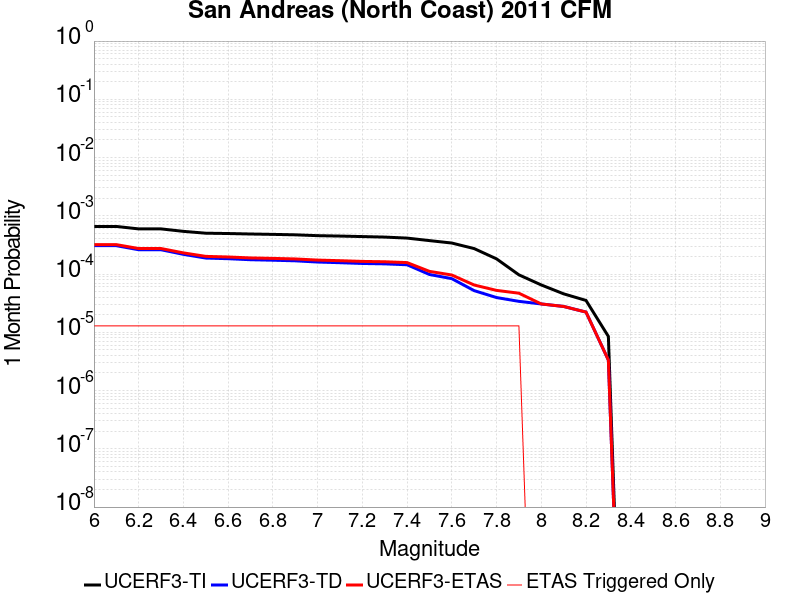 San Andreas (North Coast) 2011 CFM
10 0
10 -1
10 -2
10 -3
10 -4
10 -5
10 -6
10 -7
10 -8
1 Month Probability
6 6.2 6.4 6.6 6.8 7 7.2 7.4 7.6 7.8 8 8.2 8.4 8.6 8.8 9
Magnitude
UCERF3-TI UCERF3-TD UCERF3-ETAS ETAS Triggered Only